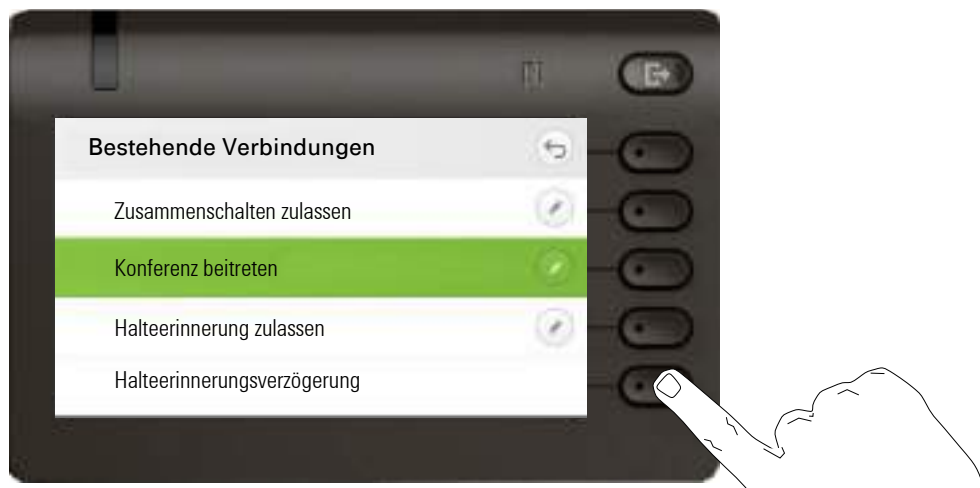 Bestehende Verbindungen
Zusammenschalten zulassen
Konferenz beitreten
Halteerinnerung zulassen
Halteerinnerungsverzögerung